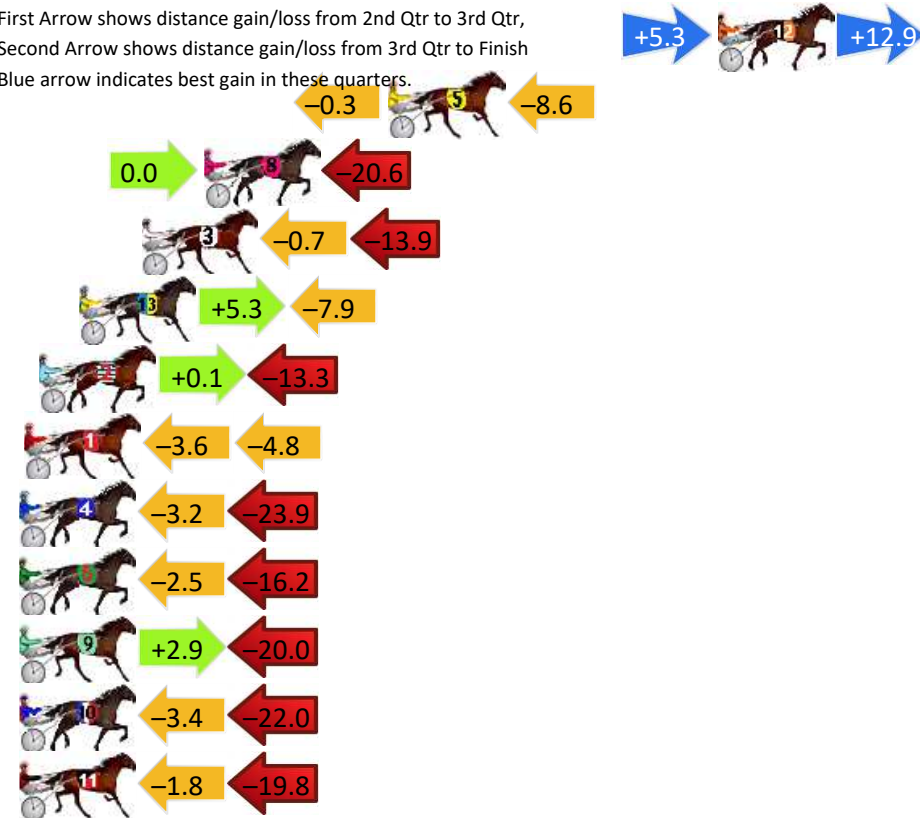 First Arrow shows distance gain/loss from 2nd Qtr to 3rd Qtr,
Second Arrow shows distance gain/loss from 3rd Qtr to Finish
Blue arrow indicates best gain in these quarters.
+5.3 12 +12.9
–0.3 5 –8.6
0.0 8 –20.6
3 –0.7 –13.9
13 +5.3 –7.9
2 +0.1 –13.3
1 –3.6 –4.8
4 –3.2 –23.9
–2.5 –16.2
9 +2.9 –20.0
10 –3.4 –22.0
11 –1.8 –19.8